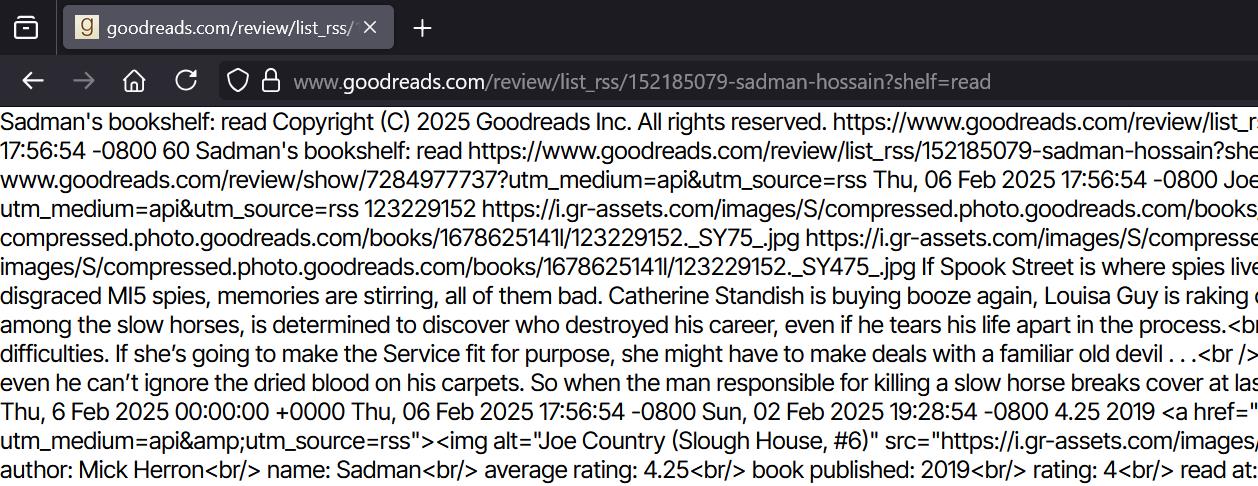 g goodreads.com/review/list_rss/
www.goodreads.com/review/list_rss/152185079-sadman-hossain?shelf=read
Sadman's bookshelf: read Copyright (C) 2025 Goodreads Inc. All rights reserved. https://www.goodreads.com/review/list_r
17:56:54 -0800 60 Sadman's bookshelf: read https://www.goodreads.com/review/list_rss/152185079-sadman-hossain?she
www.goodreads.com/review/show/7284977737?utm_medium=api&utm_source=rss Thu, 06 Feb 2025 17:56:54 -0800 Joe
utm_medium=api&utm_source=rss 123229152 https://i.gr-assets.com/images/S/compressed.photo.goodreads.com/books
compressed.photo.goodreads.com/books/1678625141l/123229152._SY75_.jpg https://i.gr-assets.com/images/S/compresse
images/S/compressed.photo.goodreads.com/books/1678625141l/123229152._SY475_.jpg If Spook Street is where spies live
disgraced MI5 spies, memories are stirring, all of them bad. Catherine Standish is buying booze again, Louisa Guy is raking
among the slow horses, is determined to discover who destroyed his career, even if he tears his life apart in the process.<br
difficulties. If she’s going to make the Service fit for purpose, she might have to make deals with a familiar old devil . . .<br />
even he can’t ignore the dried blood on his carpets. So when the man responsible for killing a slow horse breaks cover at las
Thu, 6 Feb 2025 00:00:00 +0000 Thu, 06 Feb 2025 17:56:54 -0800 Sun, 02 Feb 2025 19:28:54 -0800 4.25 2019 <a href="
utm_medium=api&amp;utm_source=rss"><img alt="Joe Country (Slough House, #6)" src="https://i.gr-assets.com/images/
author: Mick Herron<br/> name: Sadman<br/> average rating: 4.25<br/> book published: 2019<br/> rating: 4<br/> read at: